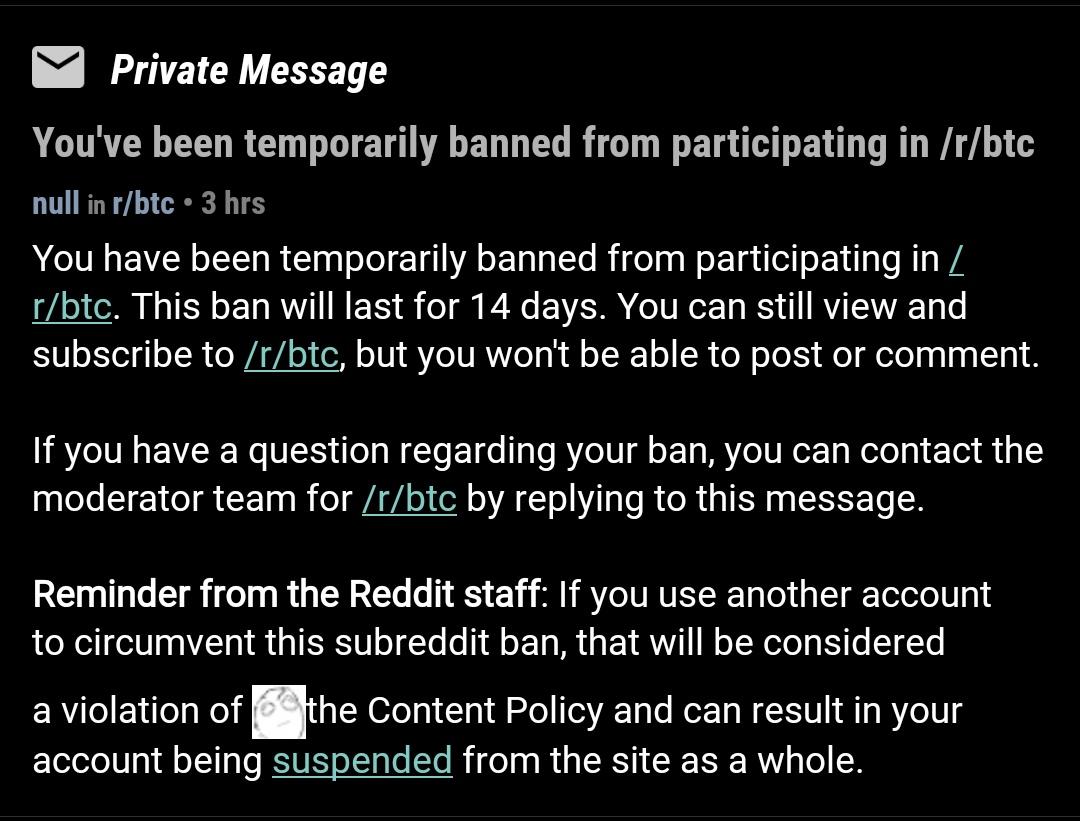 Private Message
You've been temporarily banned from participating in /r/btc
null in r/btc • 3 hrs
You have been temporarily banned from participating in /
r/btc. This ban will last for 14 days. You can still view and
subscribe to /r/btc, but you won't be able to post or comment.
If you have a question regarding your ban, you can contact the
moderator team for /r/btc by replying to this message.
Reminder from the Reddit staff: If you use another account
to circumvent this subreddit ban, that will be considered
a violation of the Content Policy and can result in your
account being suspended from the site as a whole.